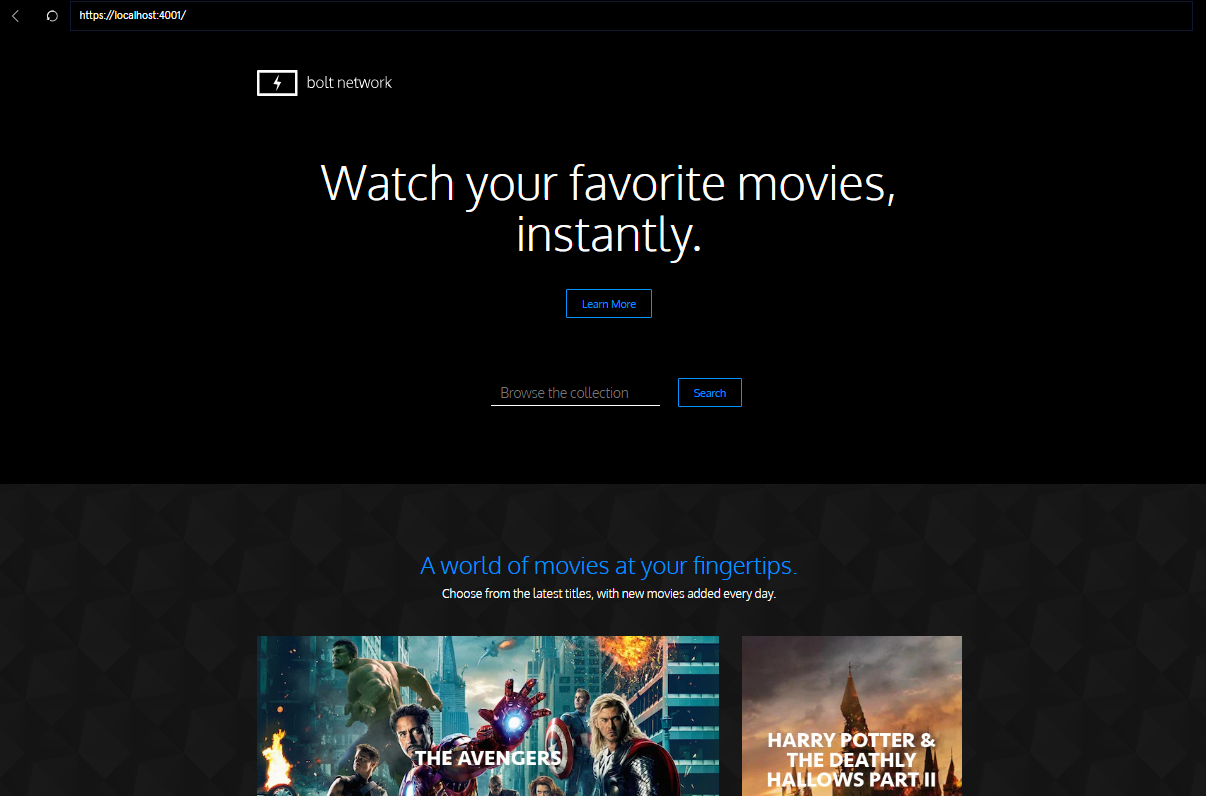 https://localhost:4001/
bolt network
Watch your favorite movies,
instantly.
Learn More
Browse the collection
Search
A world of movies at your fingertips.
Choose from the latest titles, with new movies added every day.
THE AVENGERS
HARRY POTTER &
THE DEATHLY
HALLOWS PART II